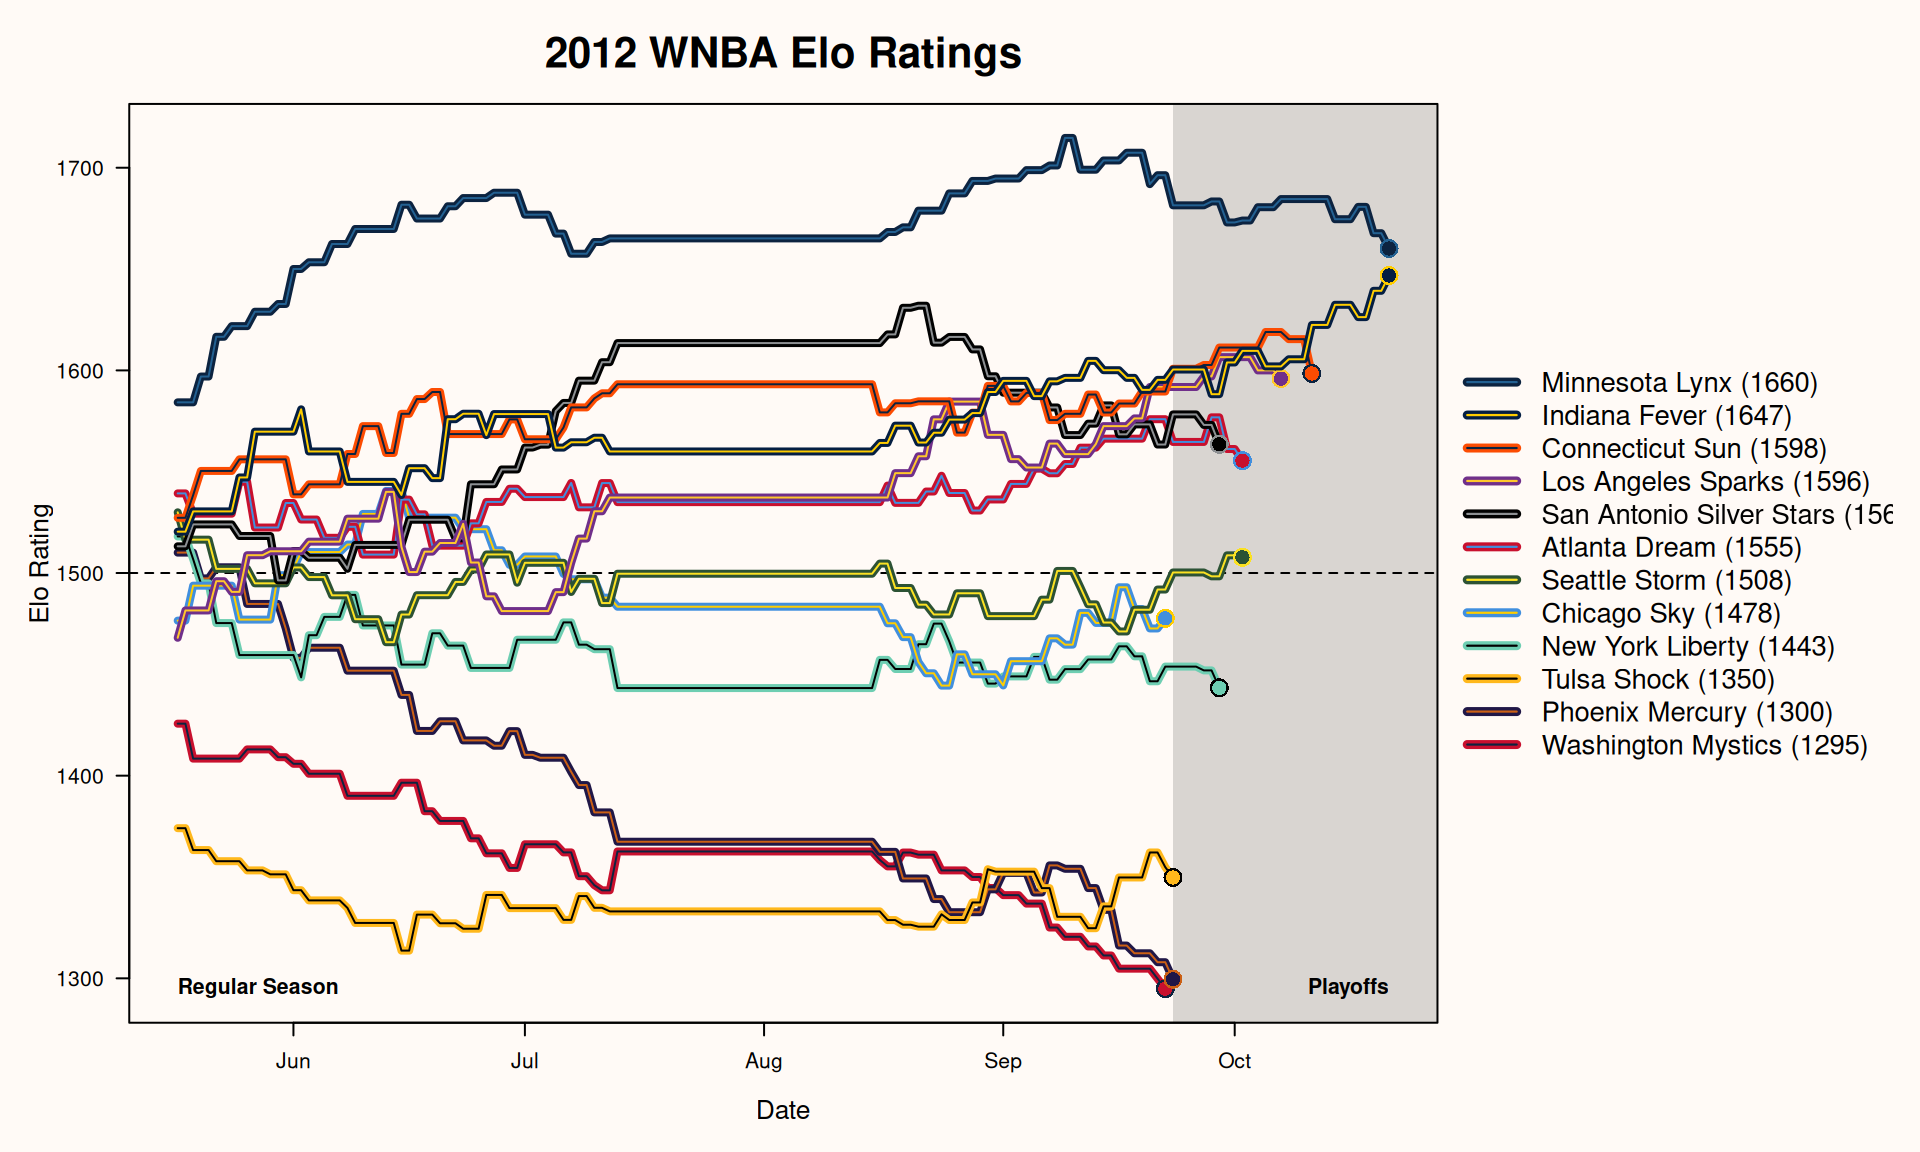 2012 WNBA Elo Ratings
1700
1600
1500
1400
1300
Elo Rating
Regular Season
Playoffs
Jun
Jul
Aug
Sep
Oct
Date
Minnesota Lynx (1660)
Indiana Fever (1647)
Connecticut Sun (1598)
Los Angeles Sparks (1596)
San Antonio Silver Stars (156
Atlanta Dream (1555)
Seattle Storm (1508)
Chicago Sky (1478)
New York Liberty (1443)
Tulsa Shock (1350)
Phoenix Mercury (1300)
Washington Mystics (1295)